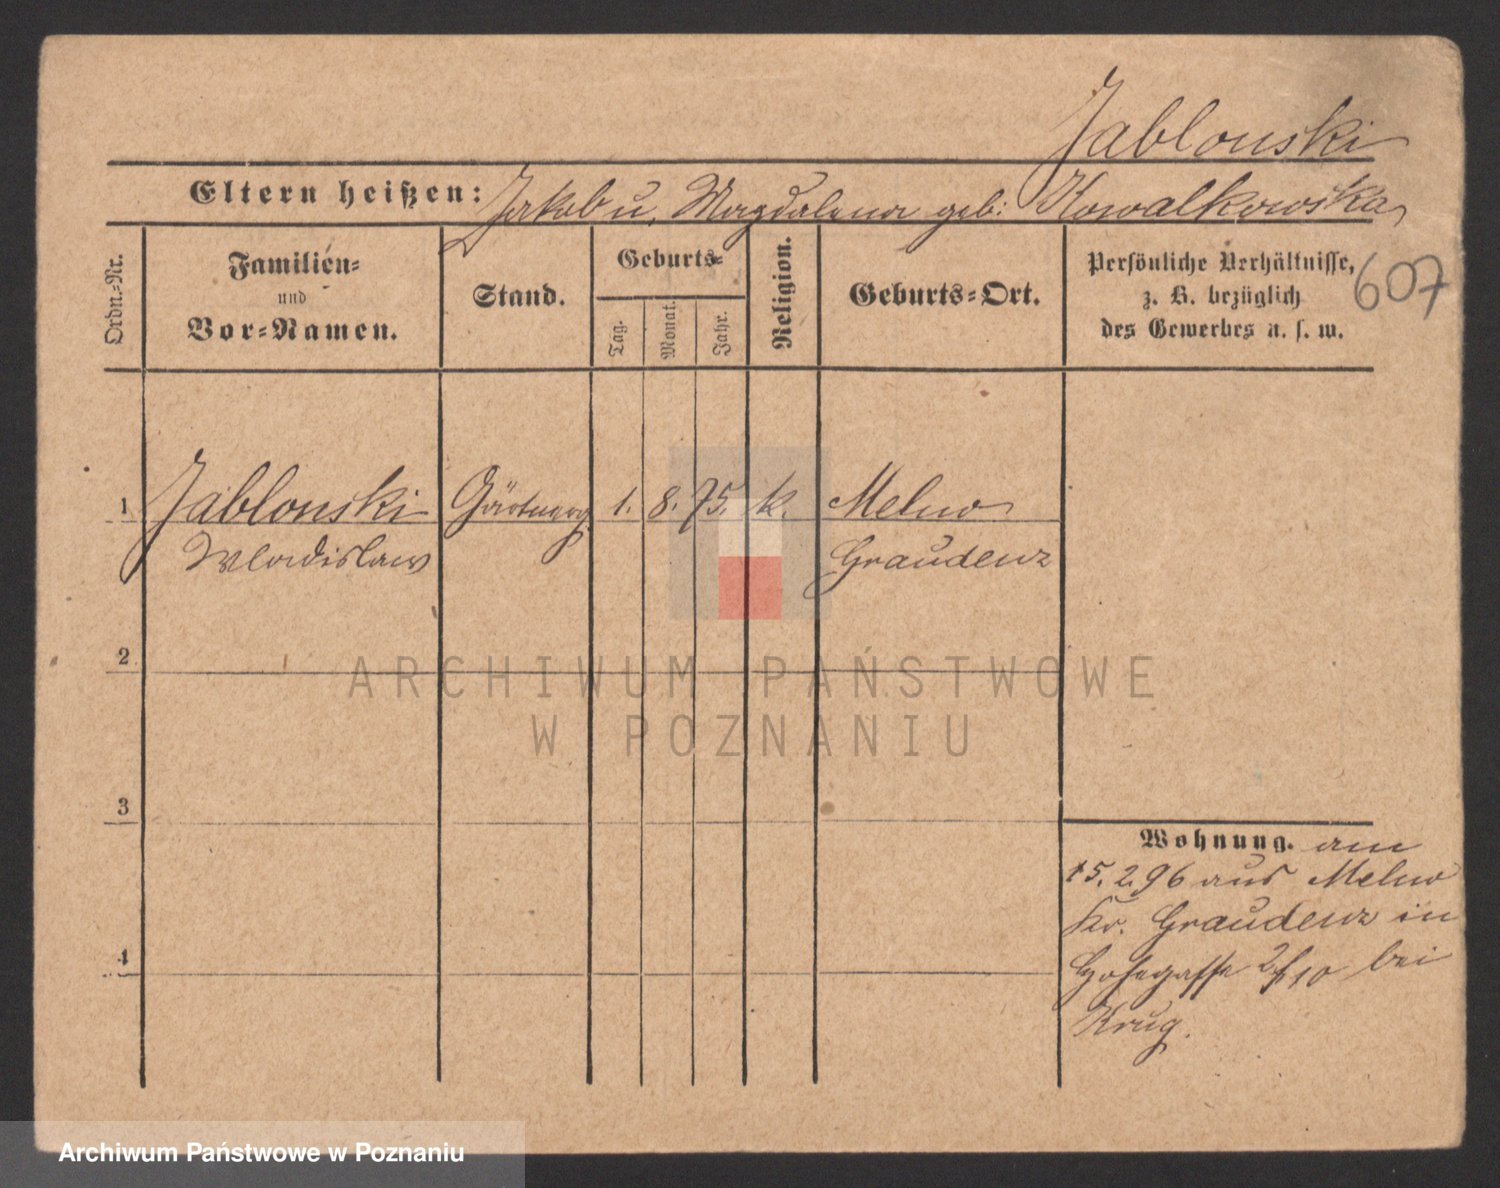 Jablonski
Eltern heißen: Jakob u. Magdalena geb: Kowalkowska
Ordn.-Nr.
Familien-
und
Vor-Namen.
Stand.
Geburts-
Tag.
Monat.
Jahr.
Religion.
Geburts-Ort.
Persönliche Verhältnisse,
z. B. bezüglich
des Gewerbes u. s. w.
607
1 Jablonski 1. 8. 75. k. Melno
Wladislaw Graudenz
2
3
4
Wohnung. am
15.2.96 aus Melno
Kr. Graudenz in
bei
Krug.
ARCHIWUM PAŃSTWOWE
W POZNANIU
Archiwum Państwowe w Poznaniu